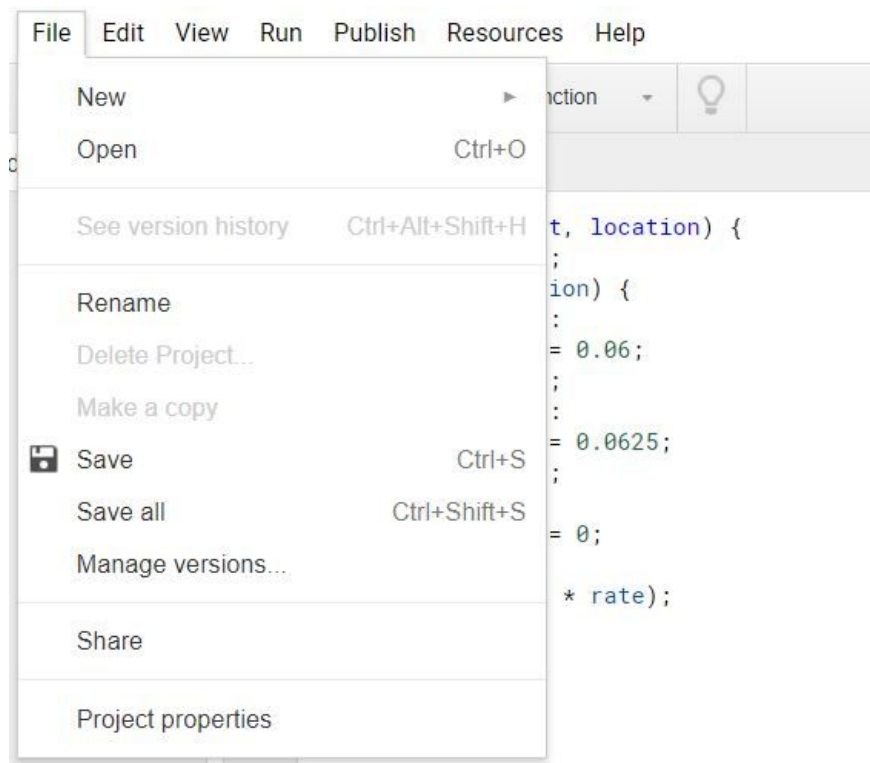 File Edit View Run Publish Resources Help
nction
New
Open Ctrl+O
See version history Ctrl+Alt+Shift+H
Rename
Delete Project...
Make a copy
Save Ctrl+S
Save all Ctrl+Shift+S
Manage versions...
Share
Project properties
t, location) {
;
ion) {
:
= 0.06;
;
:
= 0.0625;
;
= 0;
* rate);